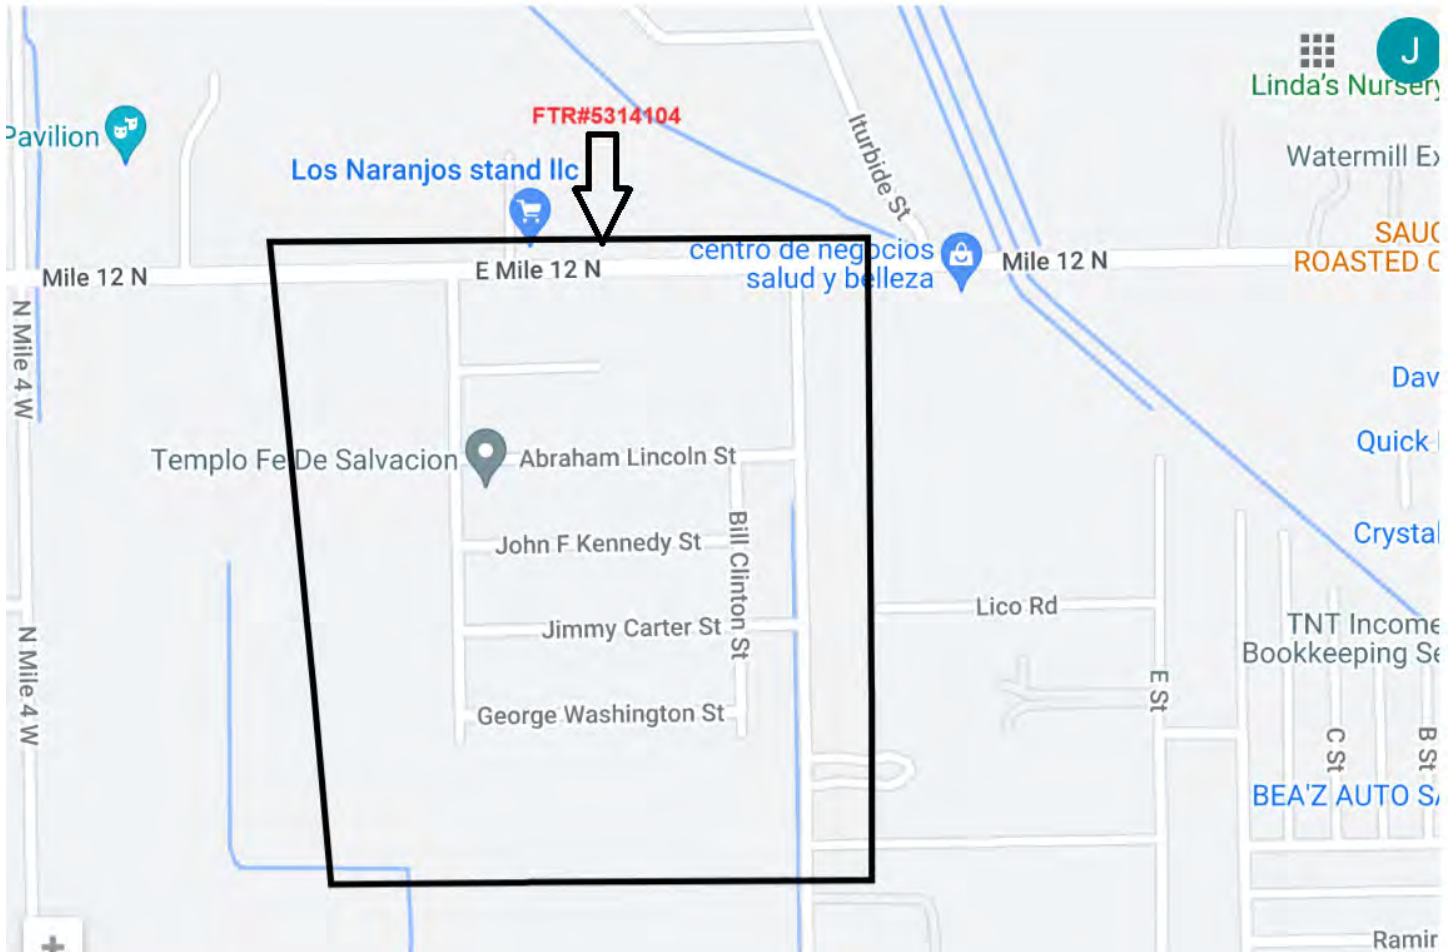 J
Linda's Nursery
FTR#5314104
Pavilion
Iturbide St
Los Naranjos stand llc
Watermill Ex
SAUC
ROASTED C
centro de negocios
salud y belleza
Mile 12 N
E Mile 12 N
Mile 12 N
N Mile 4 W
Dav
Quick
Templo Fe De Salvacion
Abraham Lincoln St
Crystal
John F Kennedy St
Bill Clinton St
Lico Rd
Jimmy Carter St
TNT Income
Bookkeeping Se
N Mile 4 W
E St
George Washington St
C St
B St
BEA'Z AUTO SA
Ramir
+